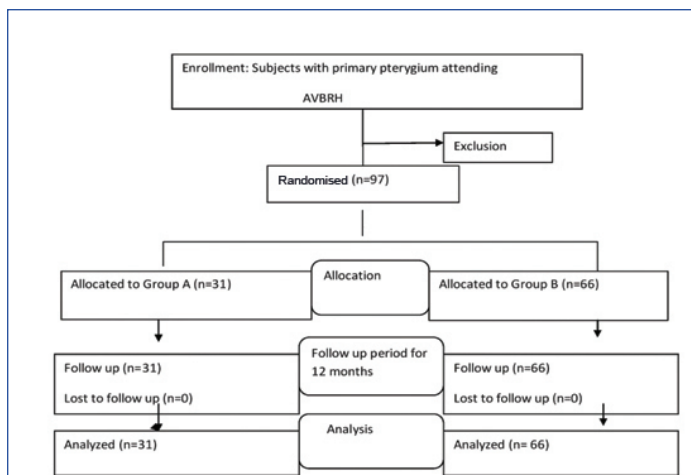 Enrollment: Subjects with primary pterygium attending
AVBRH
Exclusion
Randomised (n=97)
Allocated to Group A (n=31)
Allocation
Allocated to Group B (n=66)
Follow up (n=31)
Lost to follow up (n=0)
Follow up period for
12 months
Follow up (n=66)
Lost to follow up (n=0)
Analyzed (n=31)
Analysis
Analyzed (n= 66)